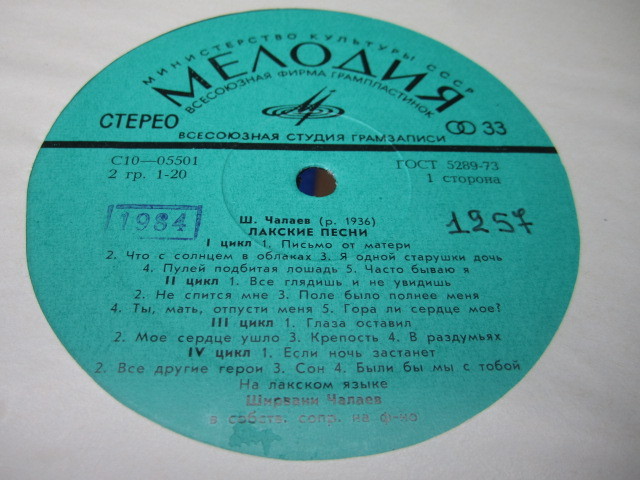 МИНИСТЕРСТВО КУЛЬТУРЫ СССР
МЕЛОДИЯ
ВСЕСОЮЗНАЯ ФИРМА ГРАМПЛАСТИНОК
СТЕРЕО
33
ВСЕСОЮЗНАЯ СТУДИЯ ГРАМЗАПИСИ
С10—05501
ГОСТ 5289-73
2 гр. 1-20
1 сторона
1984
1257
Ш. Чалаев (р. 1936)
ЛАКСКИЕ ПЕСНИ
I цикл 1. Письмо от матери
2. Что с солнцем в облаках 3. Я одной старушки дочь
4. Пулей подбитая лошадь 5. Часто бываю я
II цикл 1. Все глядишь и не увидишь
2. Не спится мне 3. Поле было полнее меня
4. Ты, мать, отпусти меня 5. Гора ли сердце мое?
III цикл 1. Глаза оставил
2. Мое сердце ушло 3. Крепость 4. В раздумьях
IV цикл 1. Если ночь застанет
2. Все другие герои 3. Сон 4. Были бы мы с тобой
На лакском языке
Ширвани Чалаев
в собств. сопр. на ф-но